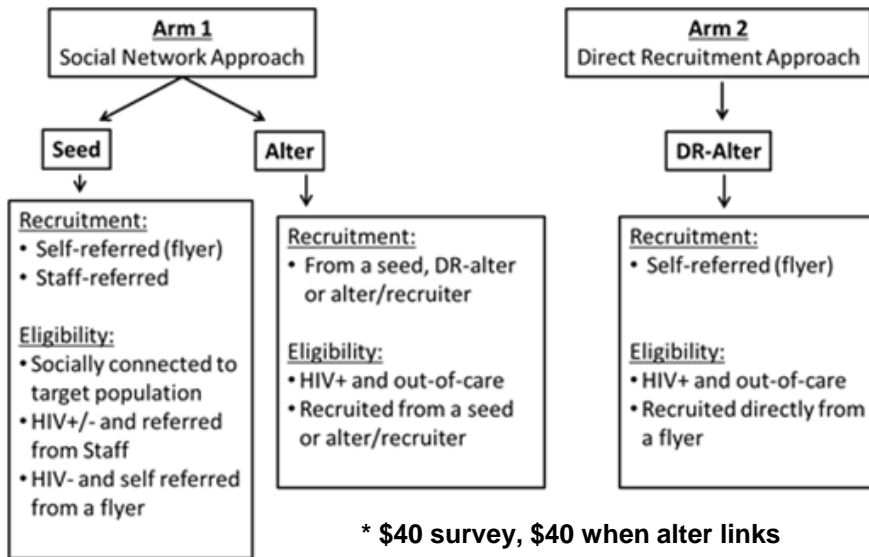 Arm 1
Social Network Approach
Seed
Recruitment:
• Self-referred (flyer)
• Staff-referred
Eligibility:
• Socially connected to
target population
• HIV+/- and referred
from Staff
• HIV- and self referred
from a flyer
Alter
Recruitment:
• From a seed, DR-alter
or alter/recruiter
Eligibility:
• HIV+ and out-of-care
• Recruited from a seed
or alter/recruiter
Arm 2
Direct Recruitment Approach
DR-Alter
Recruitment:
• Self-referred (flyer)
Eligibility:
• HIV+ and out-of-care
• Recruited directly from
a flyer
* $40 survey, $40 when alter links